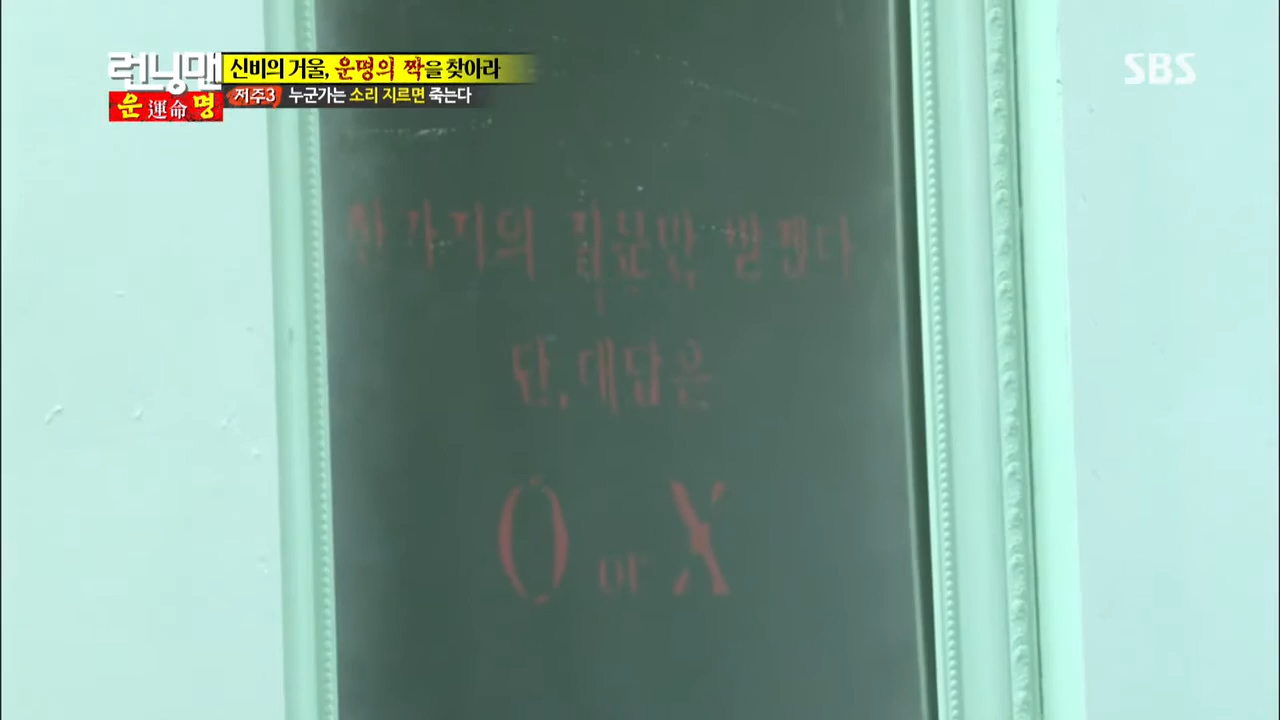 런닝맨 신비의 거울, 운명의 짝을 찾아라
SBS
운 運命 명 저주3 누군가는 소리 지르면 죽는다
한 가지의 질문만 받겠다
단, 대답은
O or X